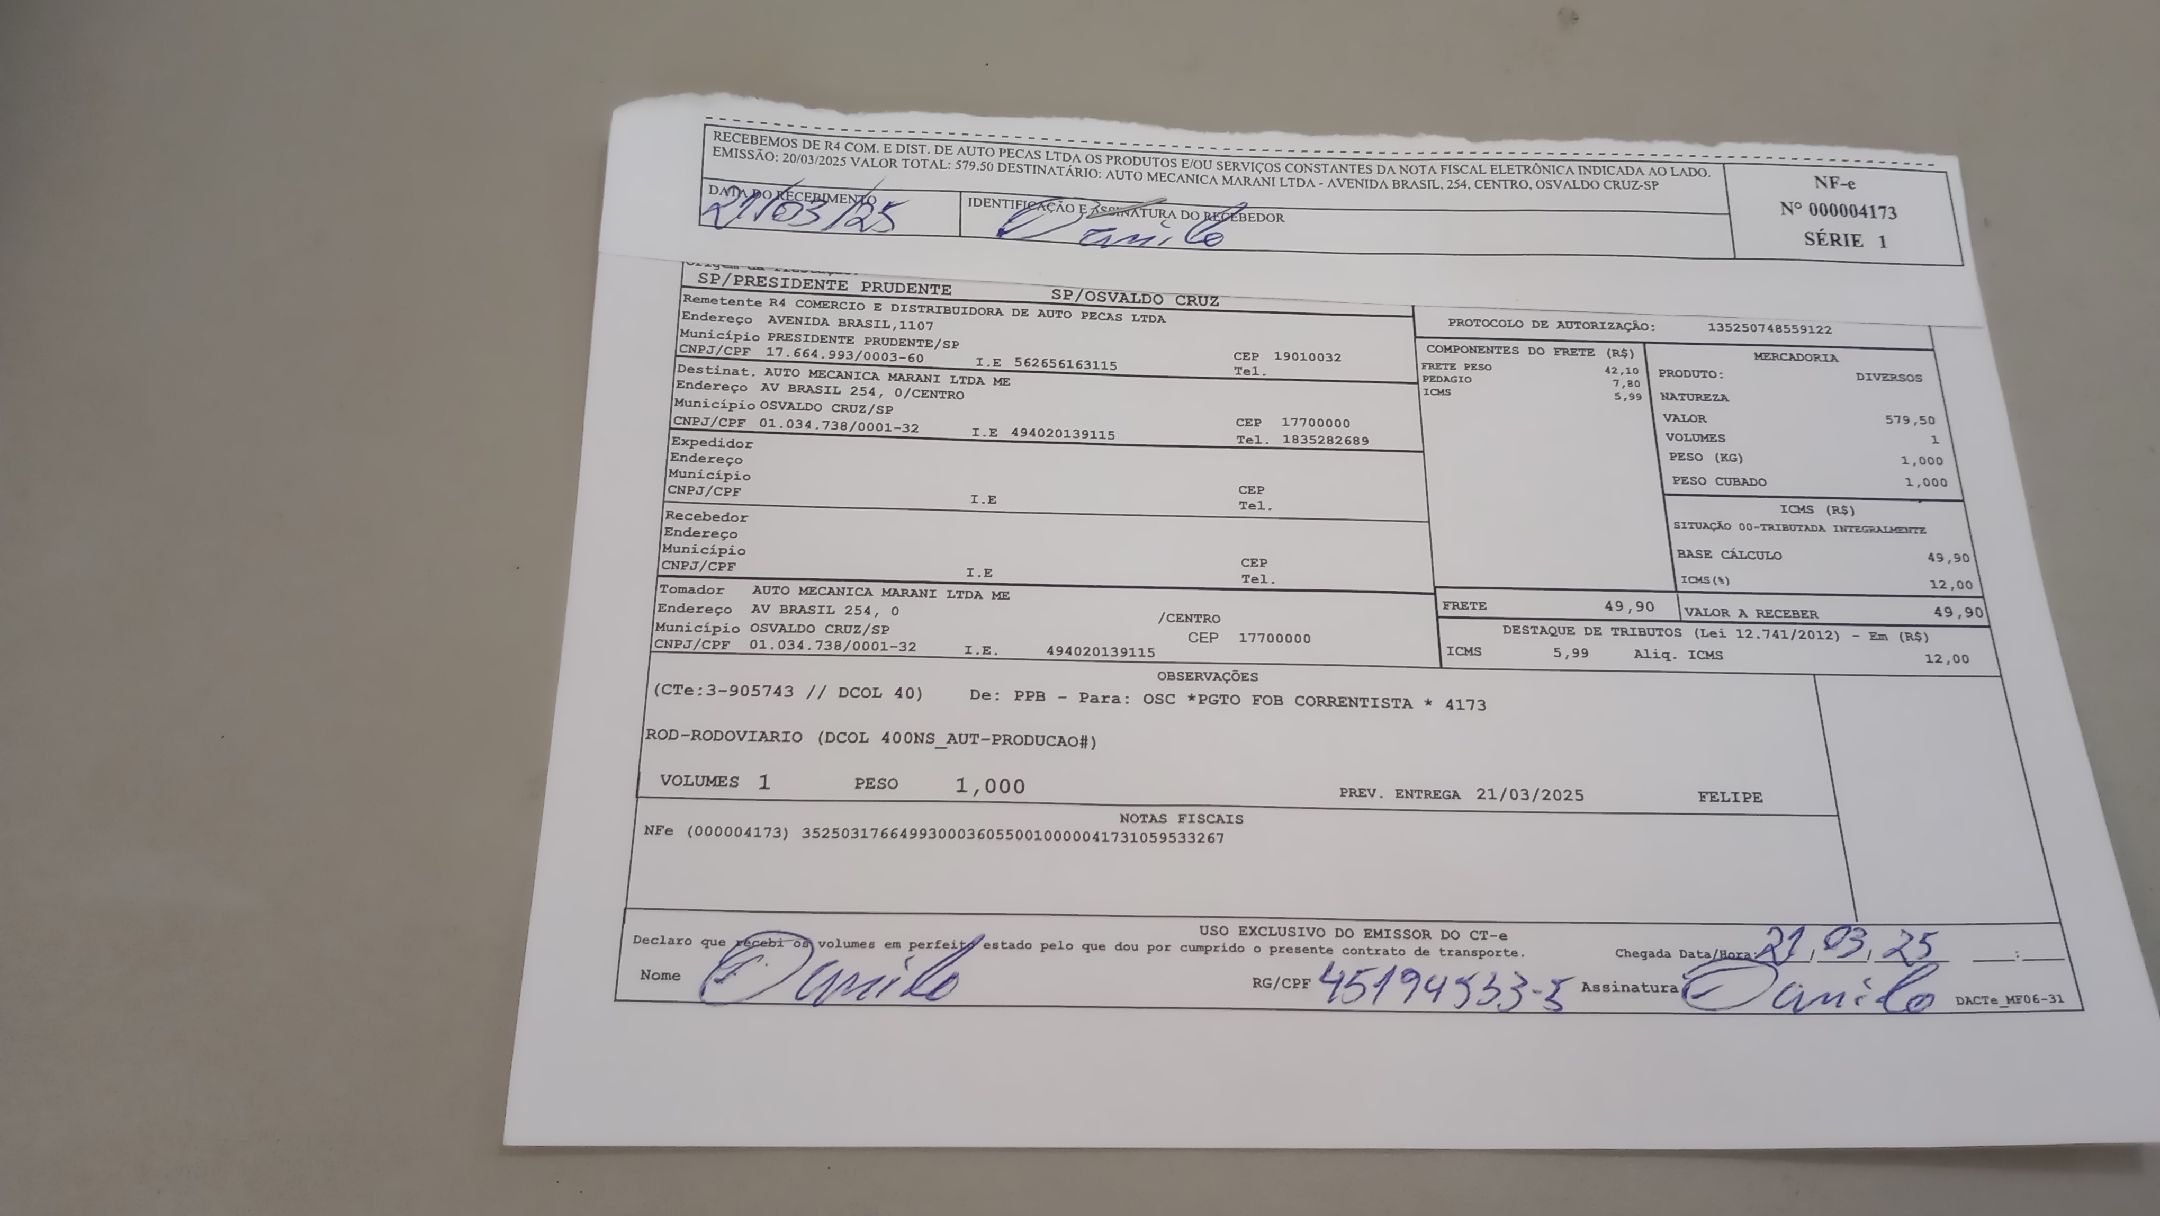 RECEBEMOS DE R4 COM. E DIST. DE AUTO PECAS LTDA OS PRODUTOS E/OU SERVIÇOS CONSTANTES DA NOTA FISCAL ELETRÔNICA INDICADA AO LADO.
EMISSÃO: 20/03/2025 VALOR TOTAL: 579.50 DESTINATÁRIO: AUTO MECANICA MARANI LTDA - AVENIDA BRASIL, 254, CENTRO, OSVALDO CRUZ-SP
NF-e
Nº 000004173
SÉRIE 1
DATA DO RECEBIMENTO
21/03/25
IDENTIFICAÇÃO E ASSINATURA DO RECEBEDOR
Danilo
SP/PRESIDENTE PRUDENTE SP/OSVALDO CRUZ
Remetente R4 COMERCIO E DISTRIBUIDORA DE AUTO PECAS LTDA
Endereço AVENIDA BRASIL,1107
Município PRESIDENTE PRUDENTE/SP
CNPJ/CPF 17.664.993/0003-60 I.E 562656163115 CEP 19010032
Tel.
Destinat. AUTO MECANICA MARANI LTDA ME
Endereço AV BRASIL 254, 0/CENTRO
Município OSVALDO CRUZ/SP CEP 17700000
CNPJ/CPF 01.034.738/0001-32 I.E 494020139115 Tel. 1835282689
Expedidor
Endereço
Município CEP
CNPJ/CPF I.E Tel.
Recebedor
Endereço
Município CEP
CNPJ/CPF I.E Tel.
Tomador AUTO MECANICA MARANI LTDA ME
Endereço AV BRASIL 254, 0 /CENTRO
Município OSVALDO CRUZ/SP CEP 17700000
CNPJ/CPF 01.034.738/0001-32 I.E. 494020139115
PROTOCOLO DE AUTORIZAÇÃO: 135250748559122
COMPONENTES DO FRETE (R$)
FRETE PESO 42,10
PEDAGIO 7,80
ICMS 5,99
MERCADORIA
PRODUTO: DIVERSOS
NATUREZA
VALOR 579,50
VOLUMES 1
PESO (KG) 1,000
PESO CUBADO 1,000
ICMS (R$)
SITUAÇÃO 00-TRIBUTADA INTEGRALMENTE
BASE CÁLCULO 49,90
ICMS(%) 12,00
FRETE 49,90 VALOR A RECEBER 49,90
DESTAQUE DE TRIBUTOS (Lei 12.741/2012) - Em (R$)
ICMS 5,99 Aliq. ICMS 12,00
OBSERVAÇÕES
(CTe:3-905743 // DCOL 40) De: PPB - Para: OSC *PGTO FOB CORRENTISTA * 4173
ROD-RODOVIARIO (DCOL 400NS_AUT-PRODUCAO#)
VOLUMES 1 PESO 1,000 PREV. ENTREGA 21/03/2025 FELIPE
NOTAS FISCAIS
NFe (000004173) 35250317664993000360550010000041731059533267
USO EXCLUSIVO DO EMISSOR DO CT-e
Declaro que recebi os volumes em perfeito estado pelo que dou por cumprido o presente contrato de transporte. Chegada Data/Hora: 21/03/25 __:__
Nome Danilo RG/CPF 45194533-5 Assinatura Danilo DACTe_MF06-31